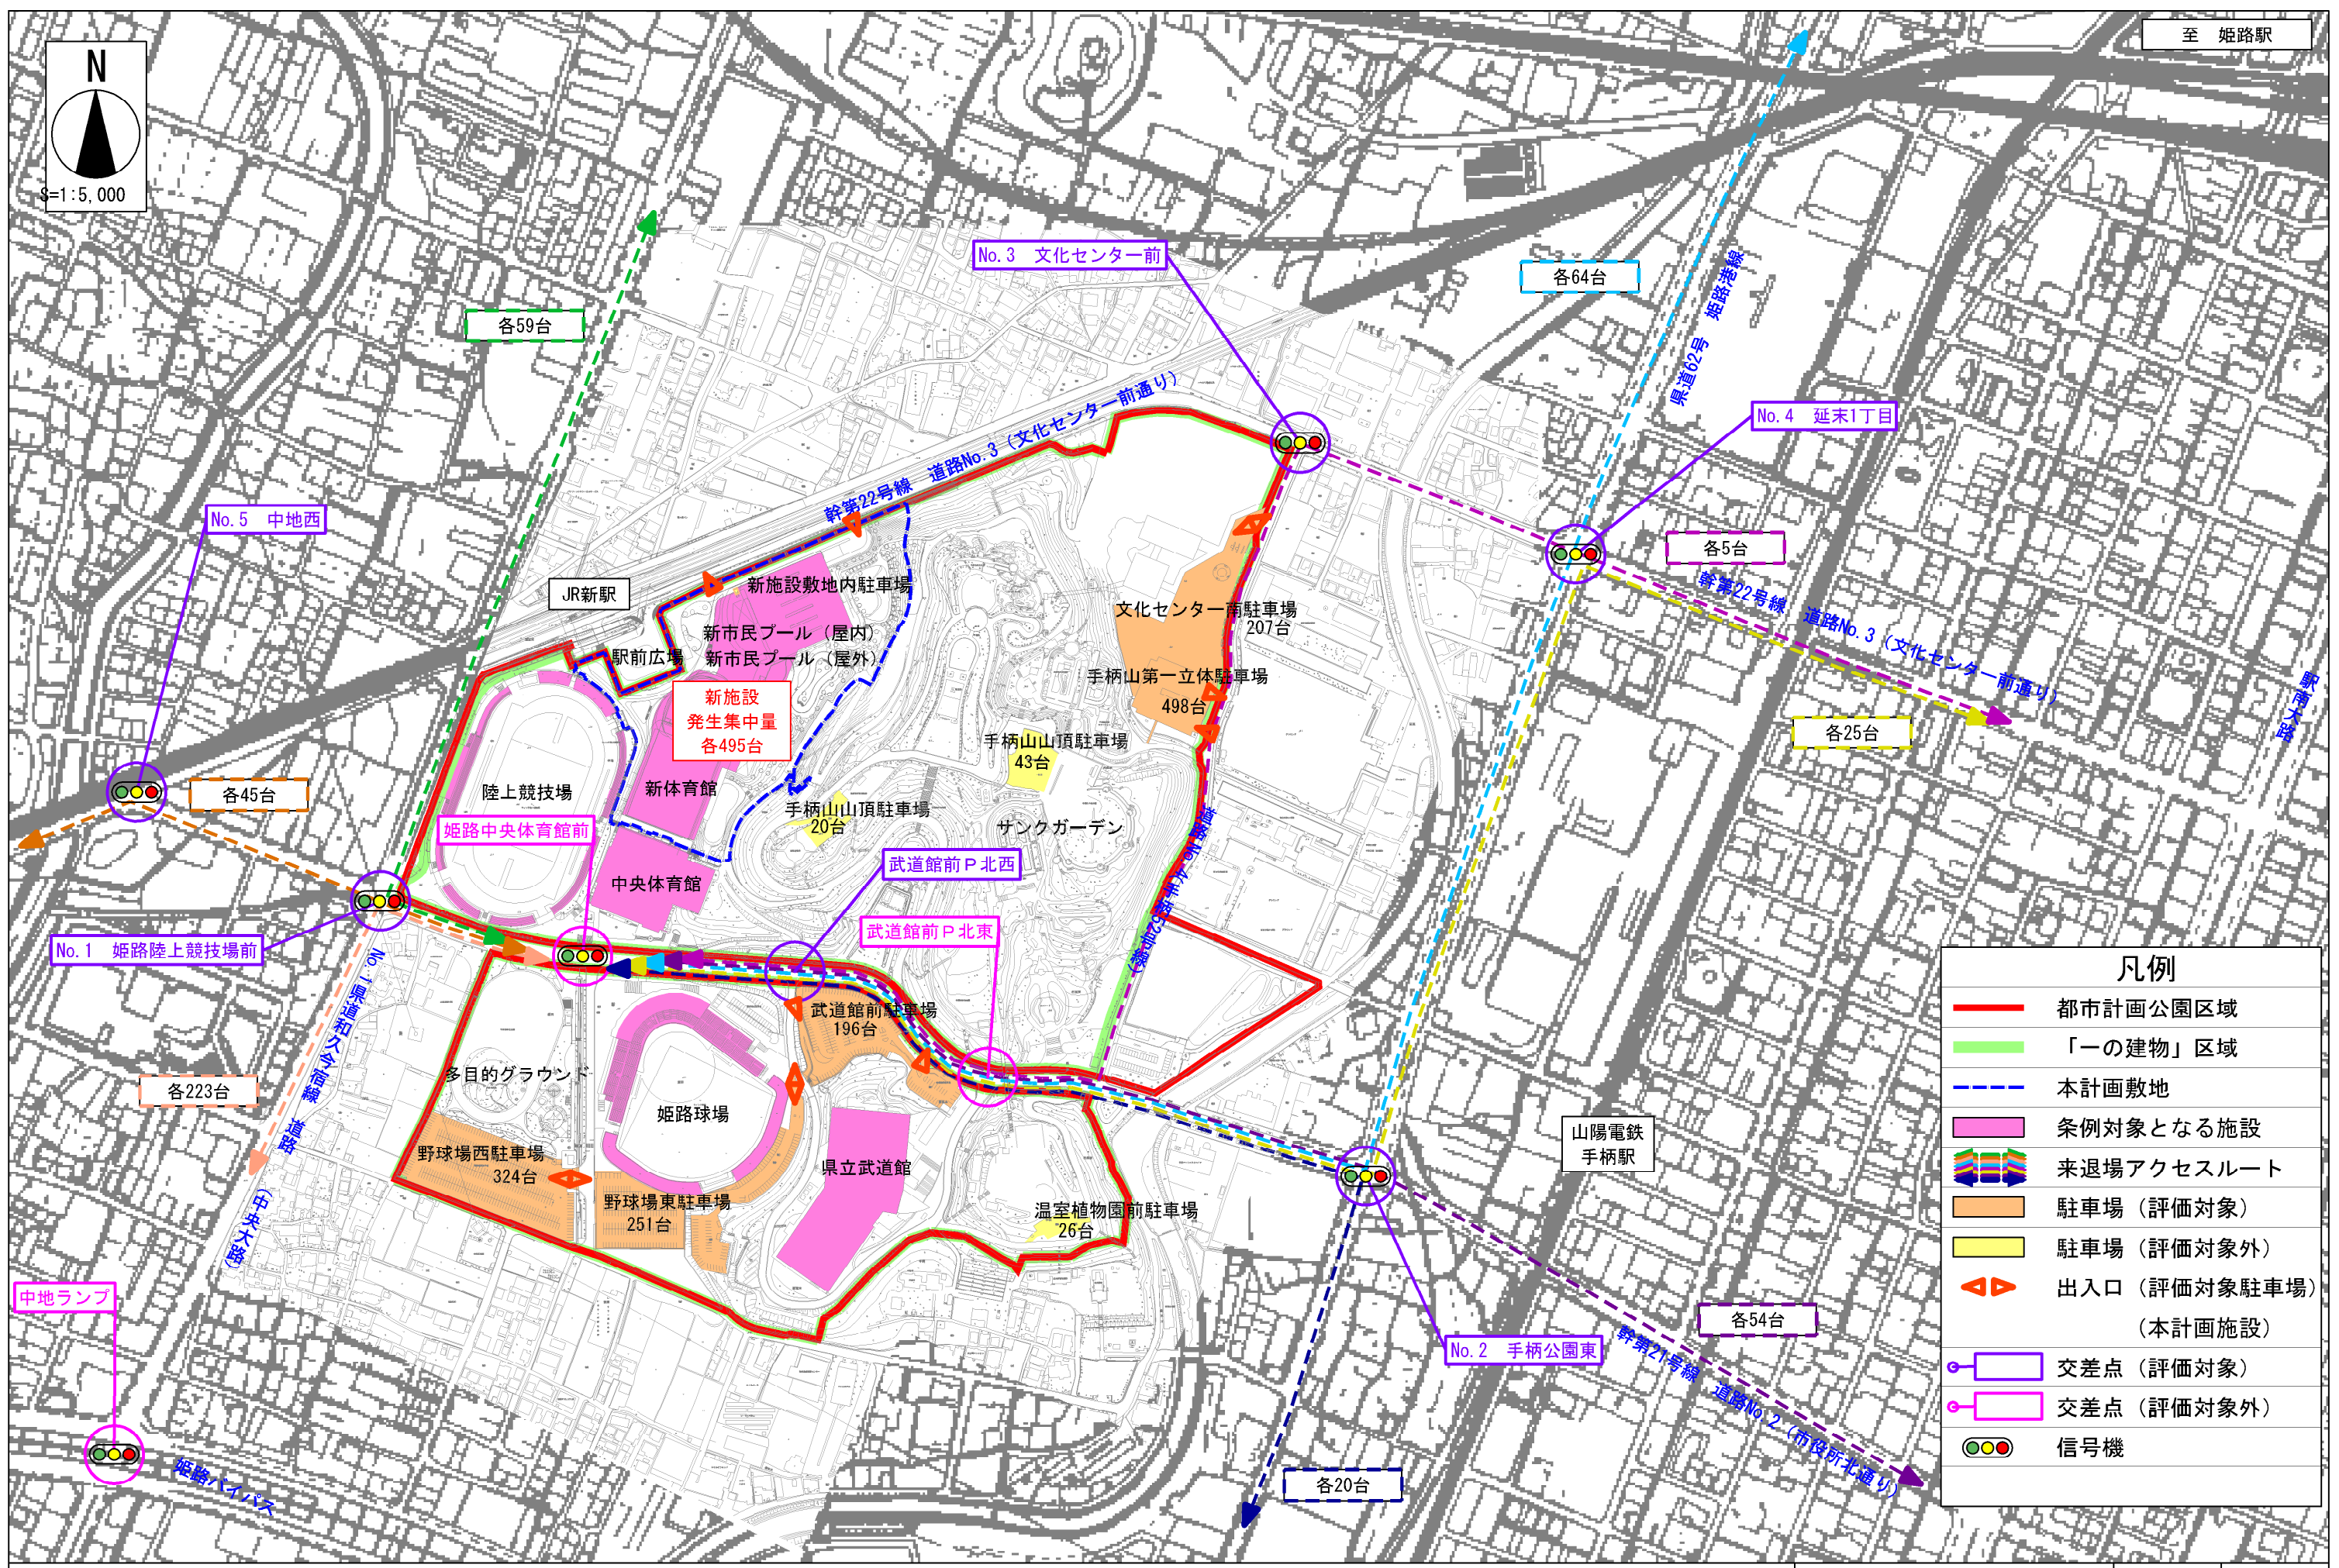 至　姫路駅
N
S=1:5,000
No.3　文化センター前
各64台
県道62号　姫路港線
各59台
No.4　延末1丁目
幹第22号線　道路No.3（文化センター前通り）
No.5　中地西
各5台
幹第22号線　道路No.3（文化センター前通り）
駅南大路
各25台
JR新駅
新施設敷地内駐車場
新市民プール（屋内）
新市民プール（屋外）
駅前広場
新施設
発生集中量
各495台
文化センター南駐車場
207台
手柄山第一立体駐車場
498台
手柄山山頂駐車場
43台
陸上競技場
新体育館
手柄山山頂駐車場
20台
サンクガーデン
各45台
姫路中央体育館前
中央体育館
武道館前Ｐ北西
武道館前Ｐ北東
No.1　姫路陸上競技場前
武道館前駐車場
196台
多目的グラウンド
姫路球場
各223台
（中央大路）
野球場西駐車場
324台
野球場東駐車場
251台
県立武道館
温室植物園前駐車場
26台
山陽電鉄
手柄駅
No.2　手柄公園東
各54台
幹第21号線　道路No.2（市役所北通り）
各20台
中地ランプ
姫路バイパス
凡例
都市計画公園区域
「一の建物」区域
本計画敷地
条例対象となる施設
来退場アクセスルート
駐車場（評価対象）
駐車場（評価対象外）
出入口（評価対象駐車場）
（本計画施設）
交差点（評価対象）
交差点（評価対象外）
信号機